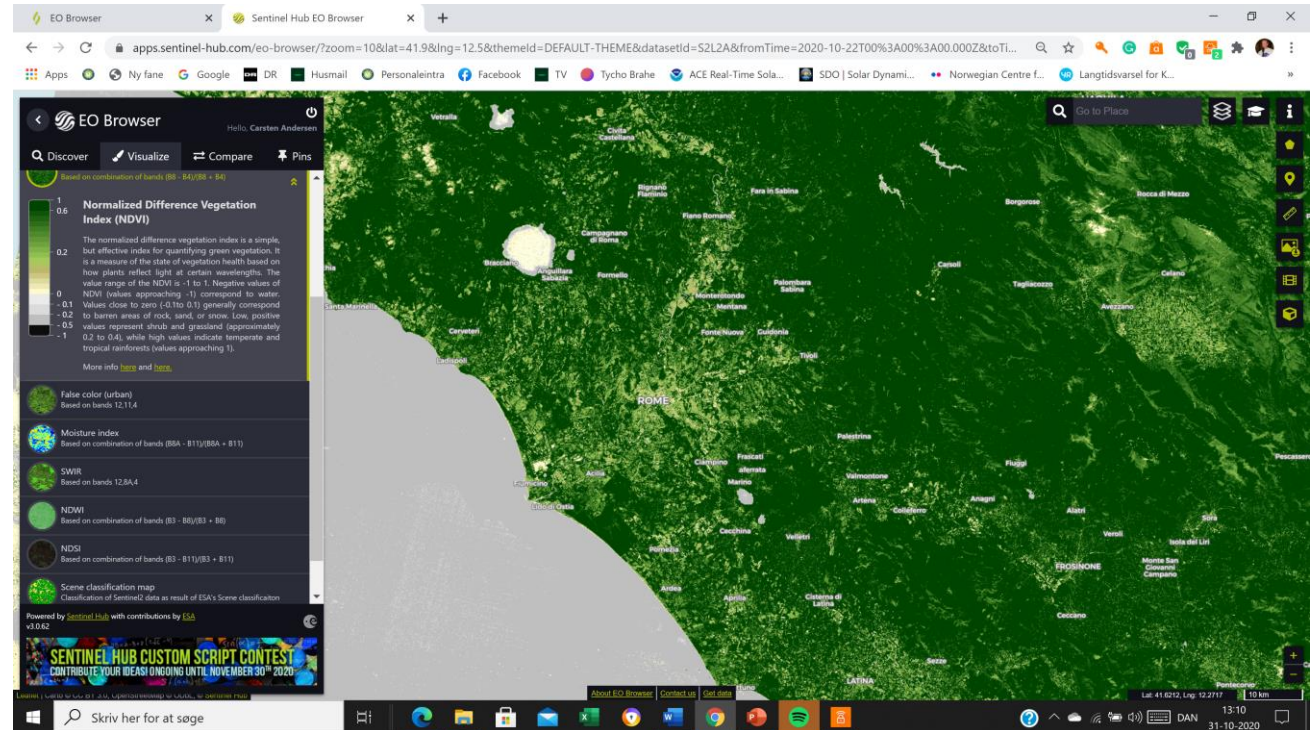 EO Browser
Sentinel Hub EO Browser
apps.sentinel-hub.com/eo-browser/?zoom=10&lat=41.9&lng=12.5&themeId=DEFAULT-THEME&datasetId=S2L2A&fromTime=2020-10-22T00%3A00%3A00.000Z&toTi...
Apps
Ny fane
Google
DR
Husmail
Personaleintra
Facebook
TV
Tycho Brahe
ACE Real-Time Sola...
SDO | Solar Dynami...
Norwegian Centre f...
Langtidsvarsel for K...
EO Browser
Hello, Carsten Andersen
Discover
Visualize
Compare
Pins
Based on combination of bands (B8 - B4)/(B8 + B4)
1
0.6
0.2
0
- 0.1
- 0.2
- 0.5
- 1
Normalized Difference Vegetation
Index (NDVI)
The normalized difference vegetation index is a simple,
but effective index for quantifying green vegetation. It
is a measure of the state of vegetation health based on
how plants reflect light at certain wavelengths. The
value range of the NDVI is -1 to 1. Negative values of
NDVI (values approaching -1) correspond to water.
Values close to zero (-0.1to 0.1) generally correspond
to barren areas of rock, sand, or snow. Low, positive
values represent shrub and grassland (approximately
0.2 to 0.4), while high values indicate temperate and
tropical rainforests (values approaching 1).
More info here and here.
False color (urban)
Based on bands 12,11,4
Moisture index
Based on combination of bands (B8A - B11)/(B8A + B11)
SWIR
Based on bands 12,8A,4
NDWI
Based on combination of bands (B3 - B8)/(B3 + B8)
NDSI
Based on combination of bands (B3 - B11)/(B3 + B11)
Scene classification map
Classification of Sentinel2 data as result of ESA's Scene classificaiton
Powered by Sentinel Hub with contributions by ESA
v3.0.62
SENTINEL HUB CUSTOM SCRIPT CONTEST
CONTRIBUTE YOUR IDEAS! ONGOING UNTIL NOVEMBER 30TH 2020
Go to Place
Vetralla
Civita
Castellana
Rignano
Flaminio
Fara in Sabina
Borgorose
Rocca di Mezzo
Fiano Romano
Campagnano
di Roma
Bracciano
Anguillara
Sabazia
Formello
Palombara
Sabina
Carsoli
Tagliacozzo
Celano
Avezzano
Monterotondo
Mentana
Santa Marinella
Cerveteri
Fonte Nuova
Guidonia
Ladispoli
Tivoli
ROME
Palestrina
Frascati
Ciampino
Marino
Valmontone
Fiuggi
Acilia
Fiumicino
Lido di Ostia
Artena
Colleferro
Anagni
Alatri
Sora
Cecchina
Velletri
Veroli
Isola del Liri
Pomezia
FROSINONE
Monte San
Giovanni
Campano
Ardea
Aprilia
Cisterna di
Latina
Ceccano
Sezze
LATINA
About EO Browser
Contact us
Get data
Lat: 41.6212, Lng: 12.2717
10 km
Skriv her for at søge
DAN
13:10
31-10-2020